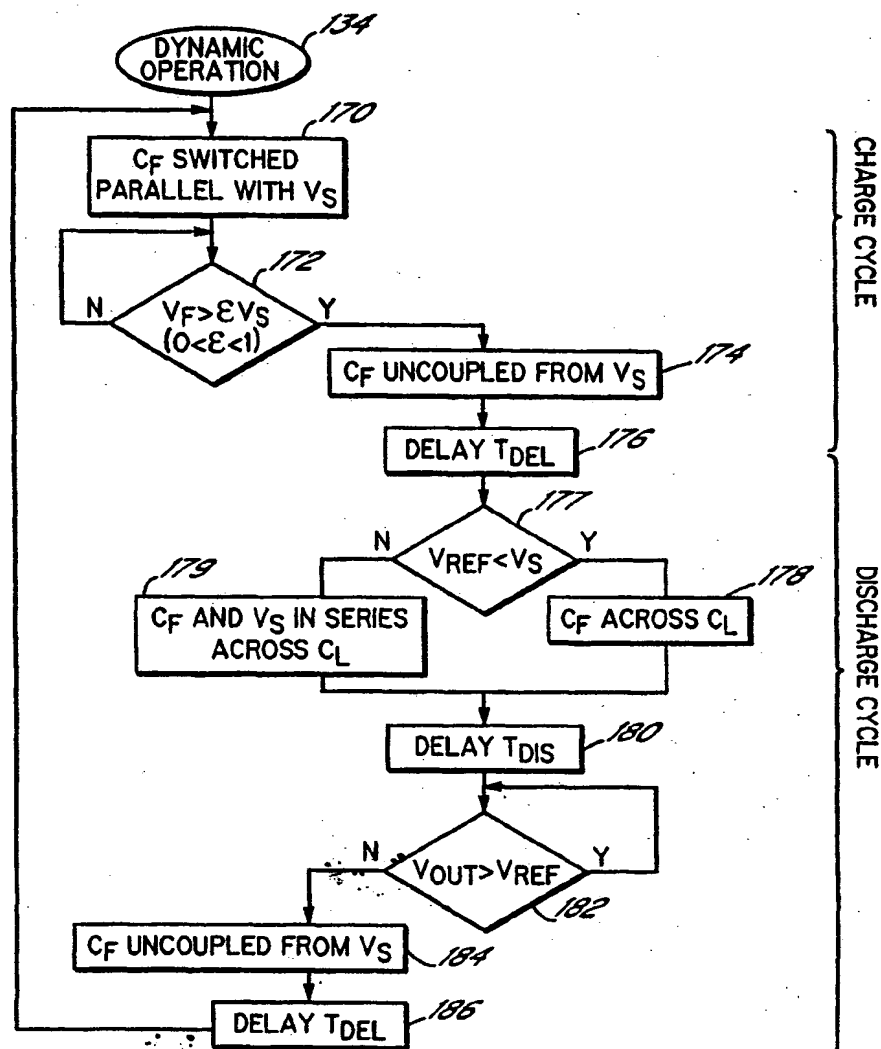 134
DYNAMIC
OPERATION
170
CF SWITCHED
PARALLEL WITH VS
172
N
VF>εVS
Y
(0<ε<1)
CF UNCOUPLED FROM VS
174
DELAY TDEL
176
CHARGE CYCLE
177
N
VREF<VS
Y
179
CF AND VS IN SERIES
ACROSS CL
178
CF ACROSS CL
DELAY TDIS
180
N
VOUT>VREF
Y
182
CF UNCOUPLED FROM VS
184
DELAY TDEL
186
DISCHARGE CYCLE